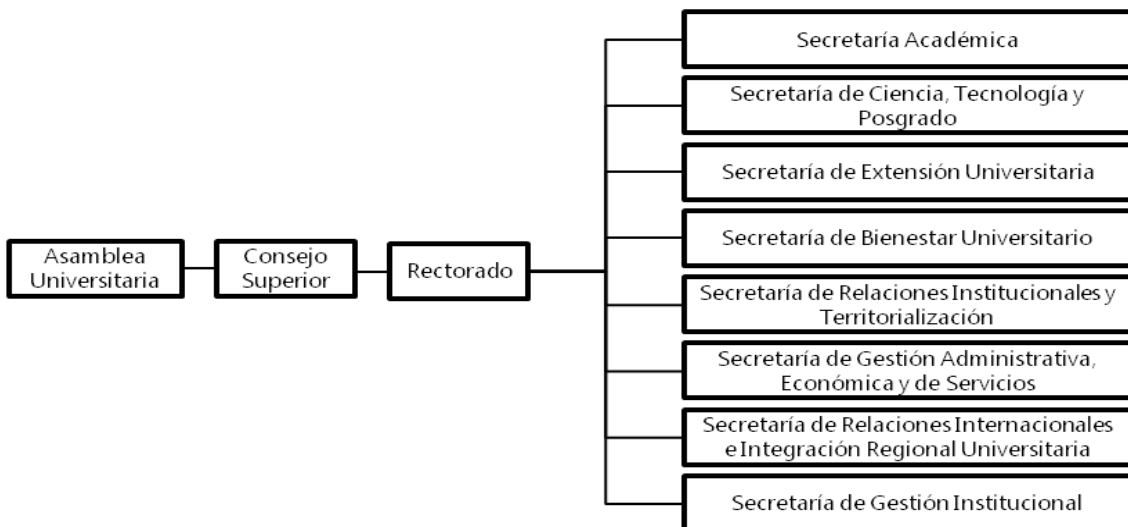 Asamblea
Universitaria
Consejo
Superior
Rectorado
Secretaría Académica
Secretaría de Ciencia, Tecnología y
Posgrado
Secretaría de Extensión Universitaria
Secretaría de Bienestar Universitario
Secretaría de Relaciones Institucionales y
Territorialización
Secretaría de Gestión Administrativa,
Económica y de Servicios
Secretaría de Relaciones Internacionales
e Integración Regional Universitaria
Secretaría de Gestión Institucional